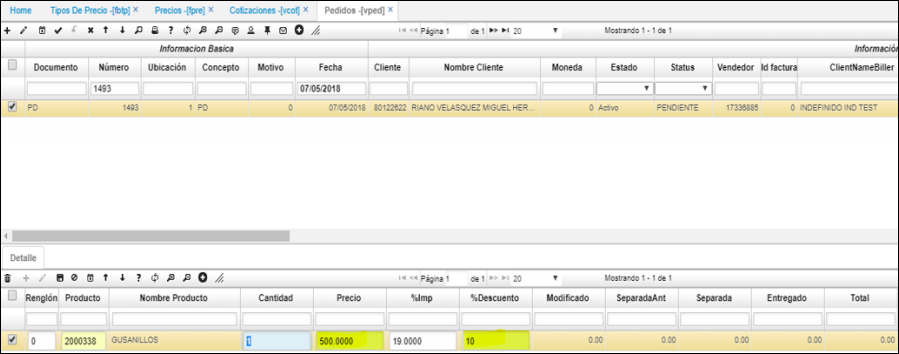 Home Tipos De Precio -[fbtp] × Precios -[fpre] × Cotizaciones -[vcot] × Pedidos -[vped] ×
Página 1 de 1 20 Mostrando 1 - 1 de 1
Informacion Basica Informació
Documento Número Ubicación Concepto Motivo Fecha Cliente Nombre Cliente Moneda Estado Status Vendedor Id factura ClientNameBiller
1493 07/05/2018
PD 1493 1 PD 0 07/05/2018 80122622 RIANO VELASQUEZ MIGUEL HER... 0 Activo PENDIENTE 17336885 0 INDEFINIDO IND TEST
Detalle
Página 1 de 1 20 Mostrando 1 - 1 de 1
Renglón Producto Nombre Producto Cantidad Precio %Imp %Descuento Modificado SeparadaAnt Separada Entregado Total
0 2000338 GUSANILLOS 1 500.0000 19.0000 10 0.00 0.00 0.00 0.00 0.00